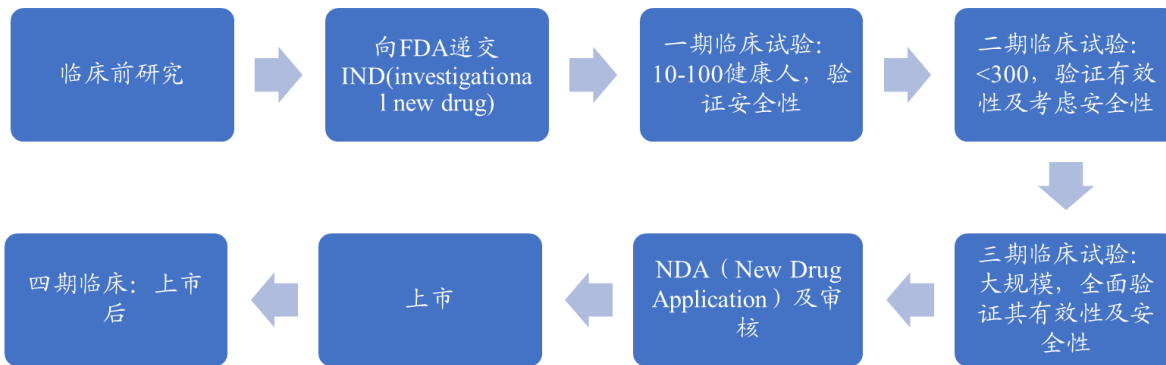 临床前研究
向FDA递交
IND(investigationa
l new drug)
一期临床试验：
10-100健康人，验
证安全性
二期临床试验：
<300，验证有效
性及考虑安全性
三期临床试验：
大规模，全面验
证其有效性及安
全性
NDA（New Drug
Application）及审
核
上市
四期临床：上市
后